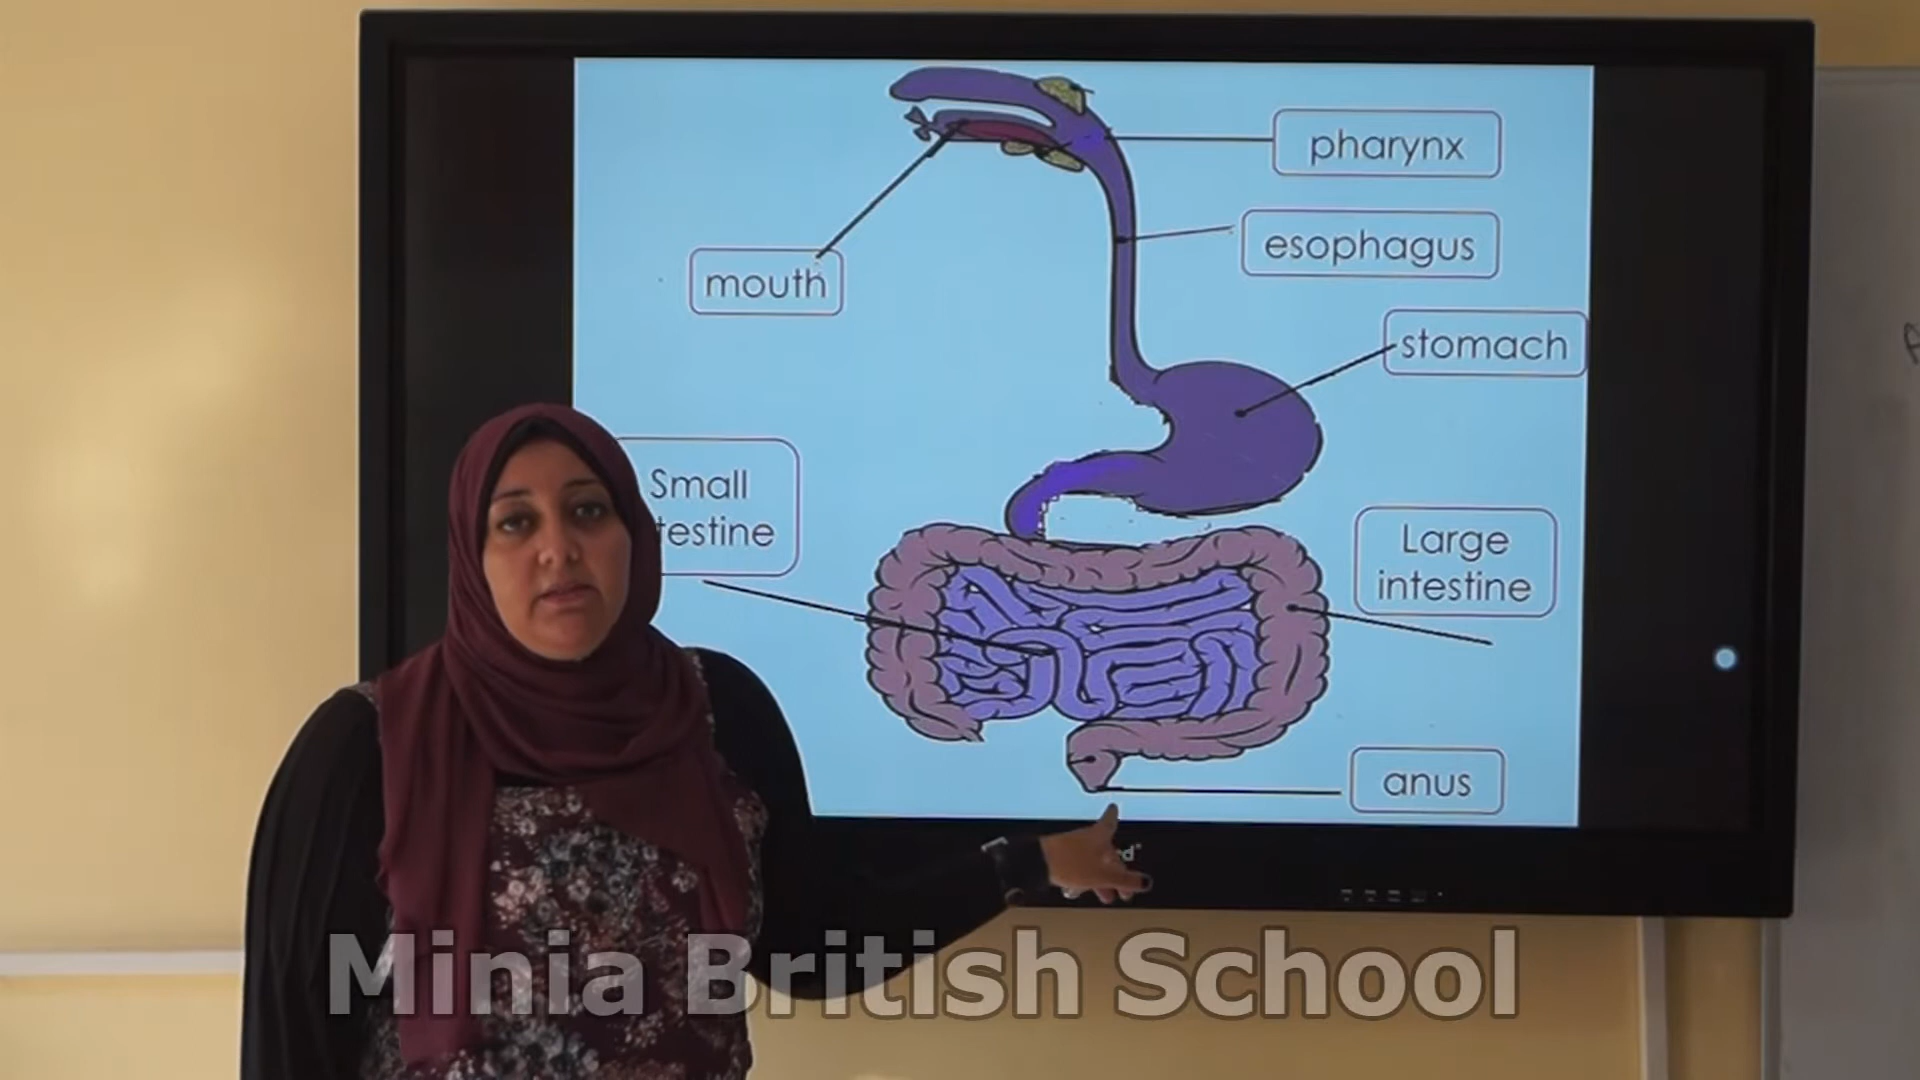 pharynx
esophagus
mouth
stomach
Small
testine
Large
intestine
anus
Minia British School